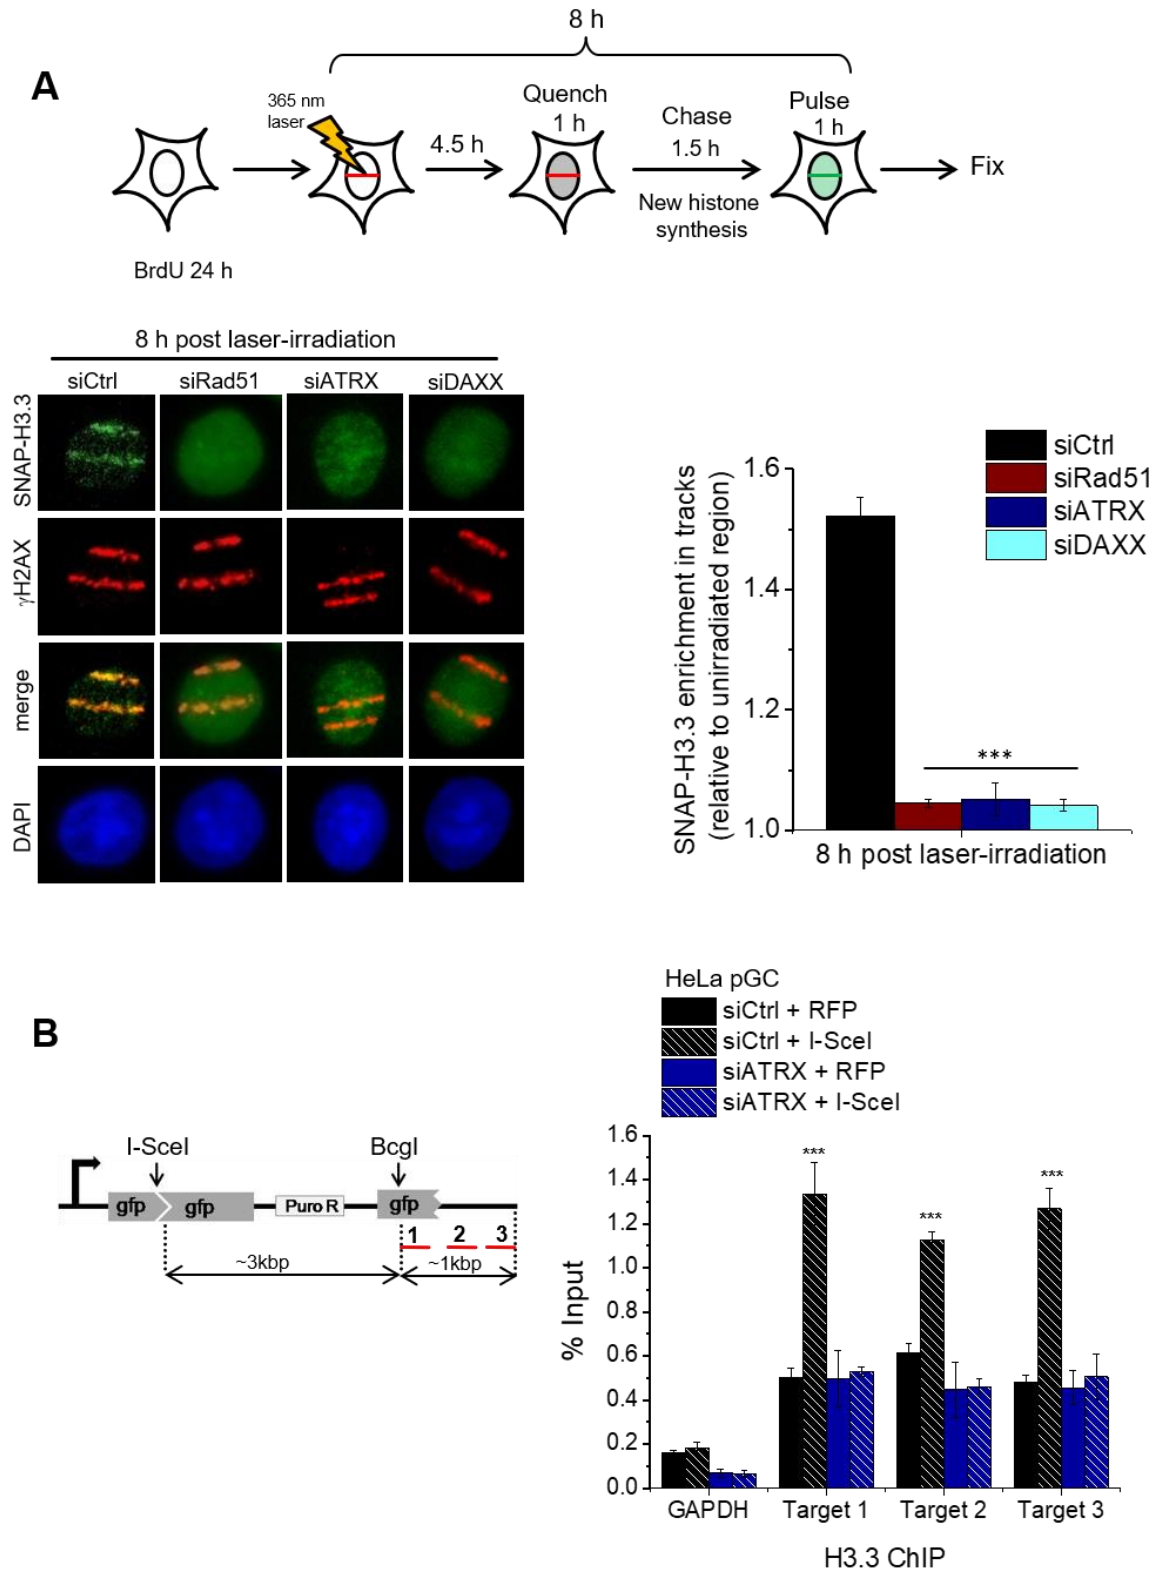 A
8 h
365 nm
laser
4.5 h
Quench
1 h
Chase
1.5 h
New histone
synthesis
Pulse
1 h
Fix
BrdU 24 h
8 h post laser-irradiation
siCtrl siRad51 siATRX siDAXX
SNAP-H3.3
γH2AX
merge
DAPI
siCtrl
siRad51
siATRX
siDAXX
SNAP-H3.3 enrichment in tracks
(relative to unirradiated region)
1.6
1.4
1.2
1.0
***
8 h post laser-irradiation
B
I-SceI BcgI
gfp gfp Puro R gfp
1 2 3
~3kbp ~1kbp
HeLa pGC
siCtrl + RFP
siCtrl + I-SceI
siATRX + RFP
siATRX + I-SceI
% Input
1.6
1.4
1.2
1.0
0.8
0.6
0.4
0.2
0.0
*** *** ***
GAPDH Target 1 Target 2 Target 3
H3.3 ChIP